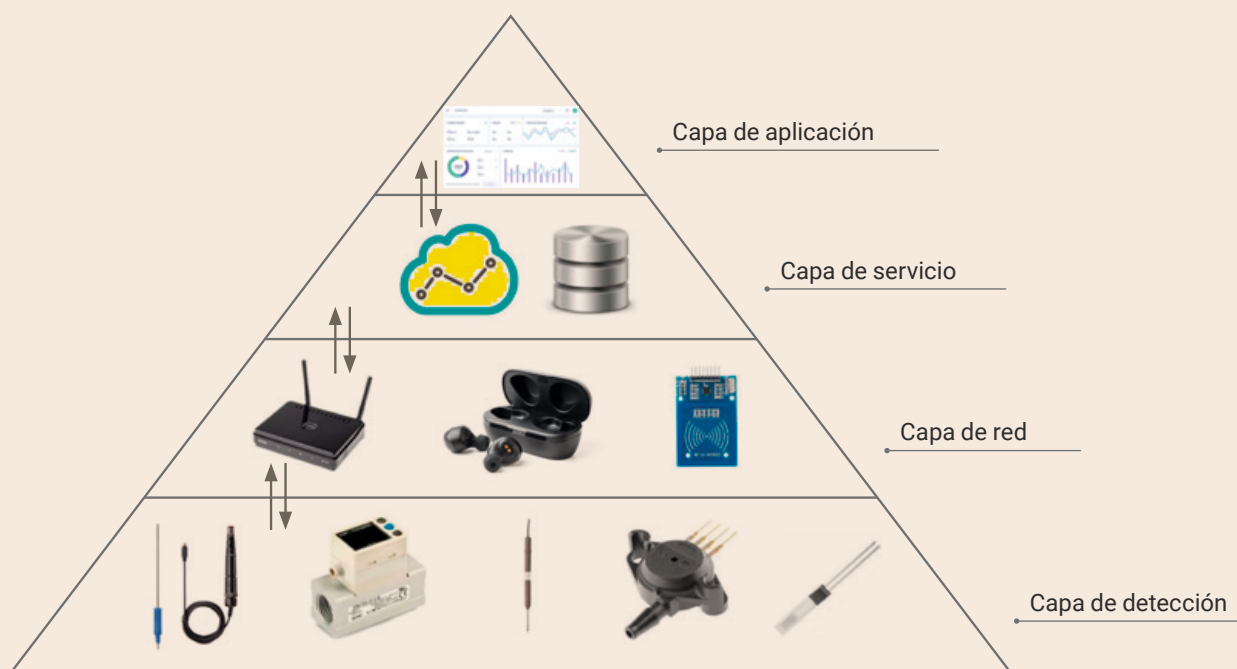 Capa de aplicación
Capa de servicio
Capa de red
Capa de detección